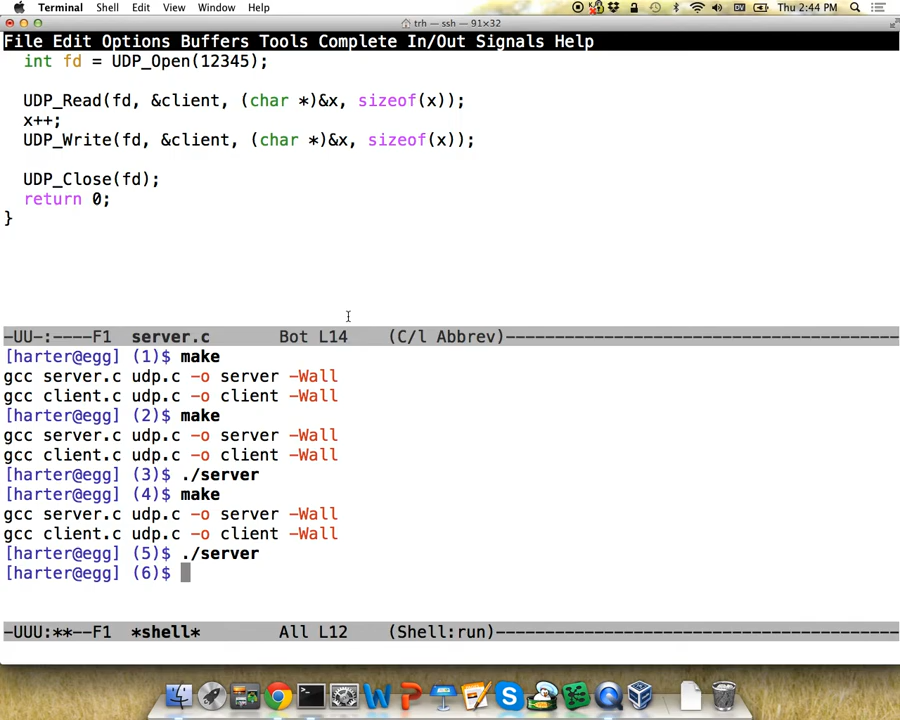 Terminal Shell Edit View Window Help Thu 2:44 PM
trh — ssh — 91×32
File Edit Options Buffers Tools Complete In/Out Signals Help
int fd = UDP_Open(12345);
UDP_Read(fd, &client, (char *)&x, sizeof(x));
x++;
UDP_Write(fd, &client, (char *)&x, sizeof(x));
UDP_Close(fd);
return 0;
}
-UU-:----F1 server.c Bot L14 (C/l Abbrev)----------------------------------------
[harter@egg] (1)$ make
gcc server.c udp.c -o server -Wall
gcc client.c udp.c -o client -Wall
[harter@egg] (2)$ make
gcc server.c udp.c -o server -Wall
gcc client.c udp.c -o client -Wall
[harter@egg] (3)$ ./server
[harter@egg] (4)$ make
gcc server.c udp.c -o server -Wall
gcc client.c udp.c -o client -Wall
[harter@egg] (5)$ ./server
[harter@egg] (6)$
-UUU:**--F1 *shell* All L12 (Shell:run)-----------------------------------------